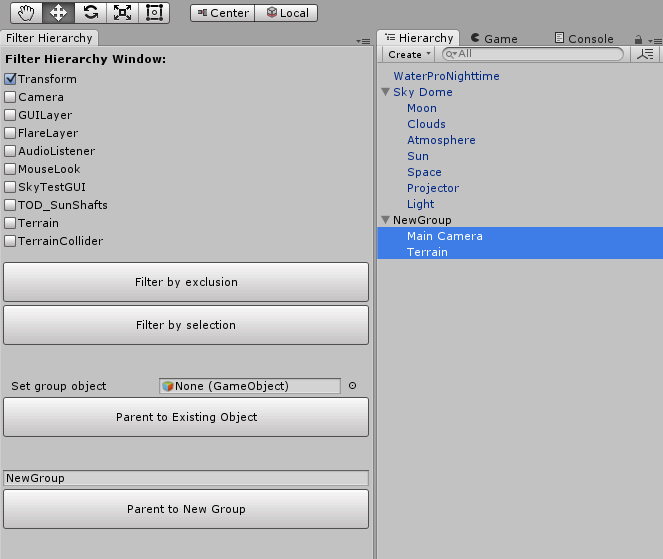 Center
Local
Filter Hierarchy
Filter Hierarchy Window:
Transform
Camera
GUILayer
FlareLayer
AudioListener
MouseLook
SkyTestGUI
TOD_SunShafts
Terrain
TerrainCollider
Filter by exclusion
Filter by selection
Set group object
None (GameObject)
Parent to Existing Object
NewGroup
Parent to New Group
Hierarchy
Game
Console
Create
All
WaterProNighttime
Sky Dome
Moon
Clouds
Atmosphere
Sun
Space
Projector
Light
NewGroup
Main Camera
Terrain